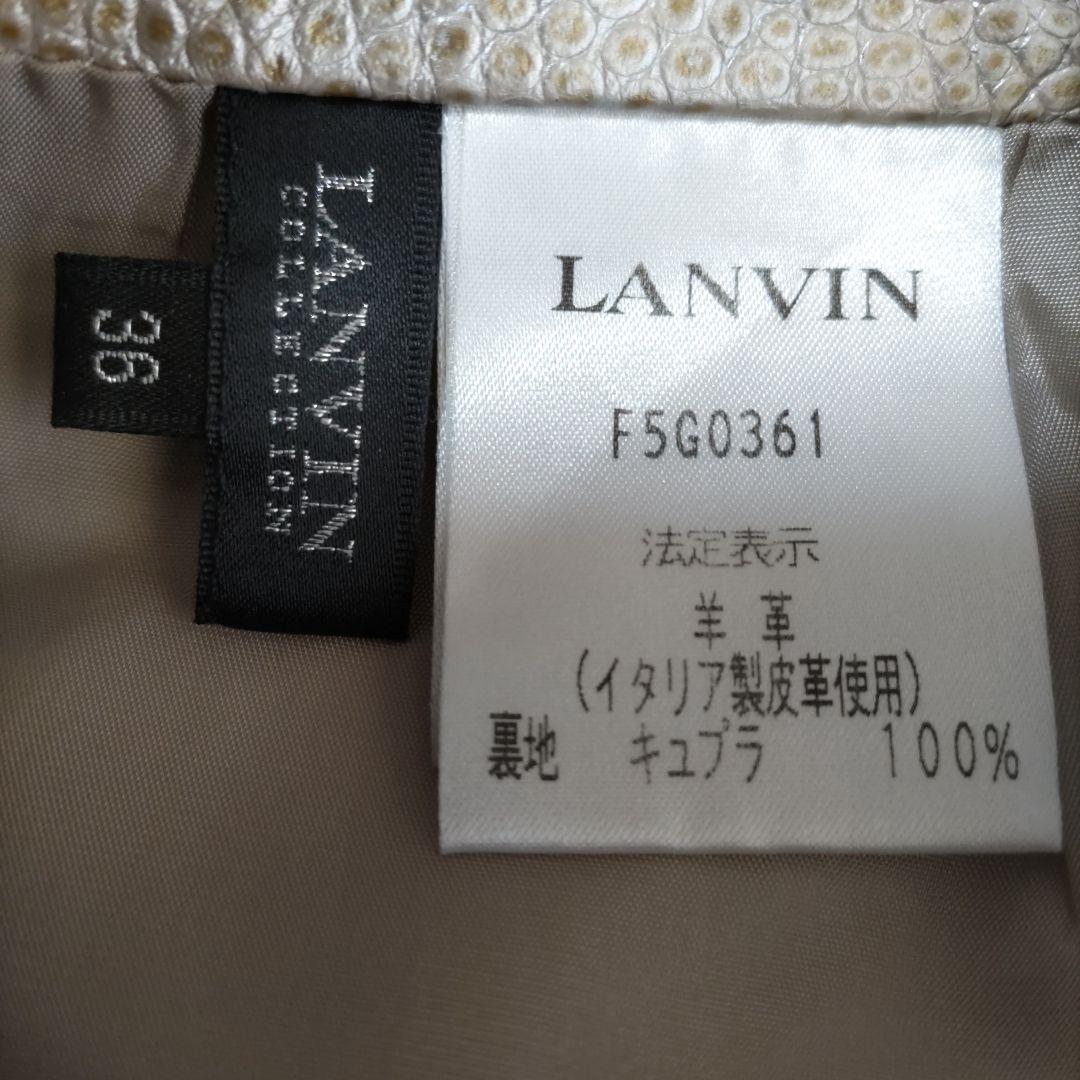 LANVIN
COLLECTION
36
LANVIN
F5G0361
法定表示
羊 革
(イタリア製皮革使用)
裏地 キュプラ 100%